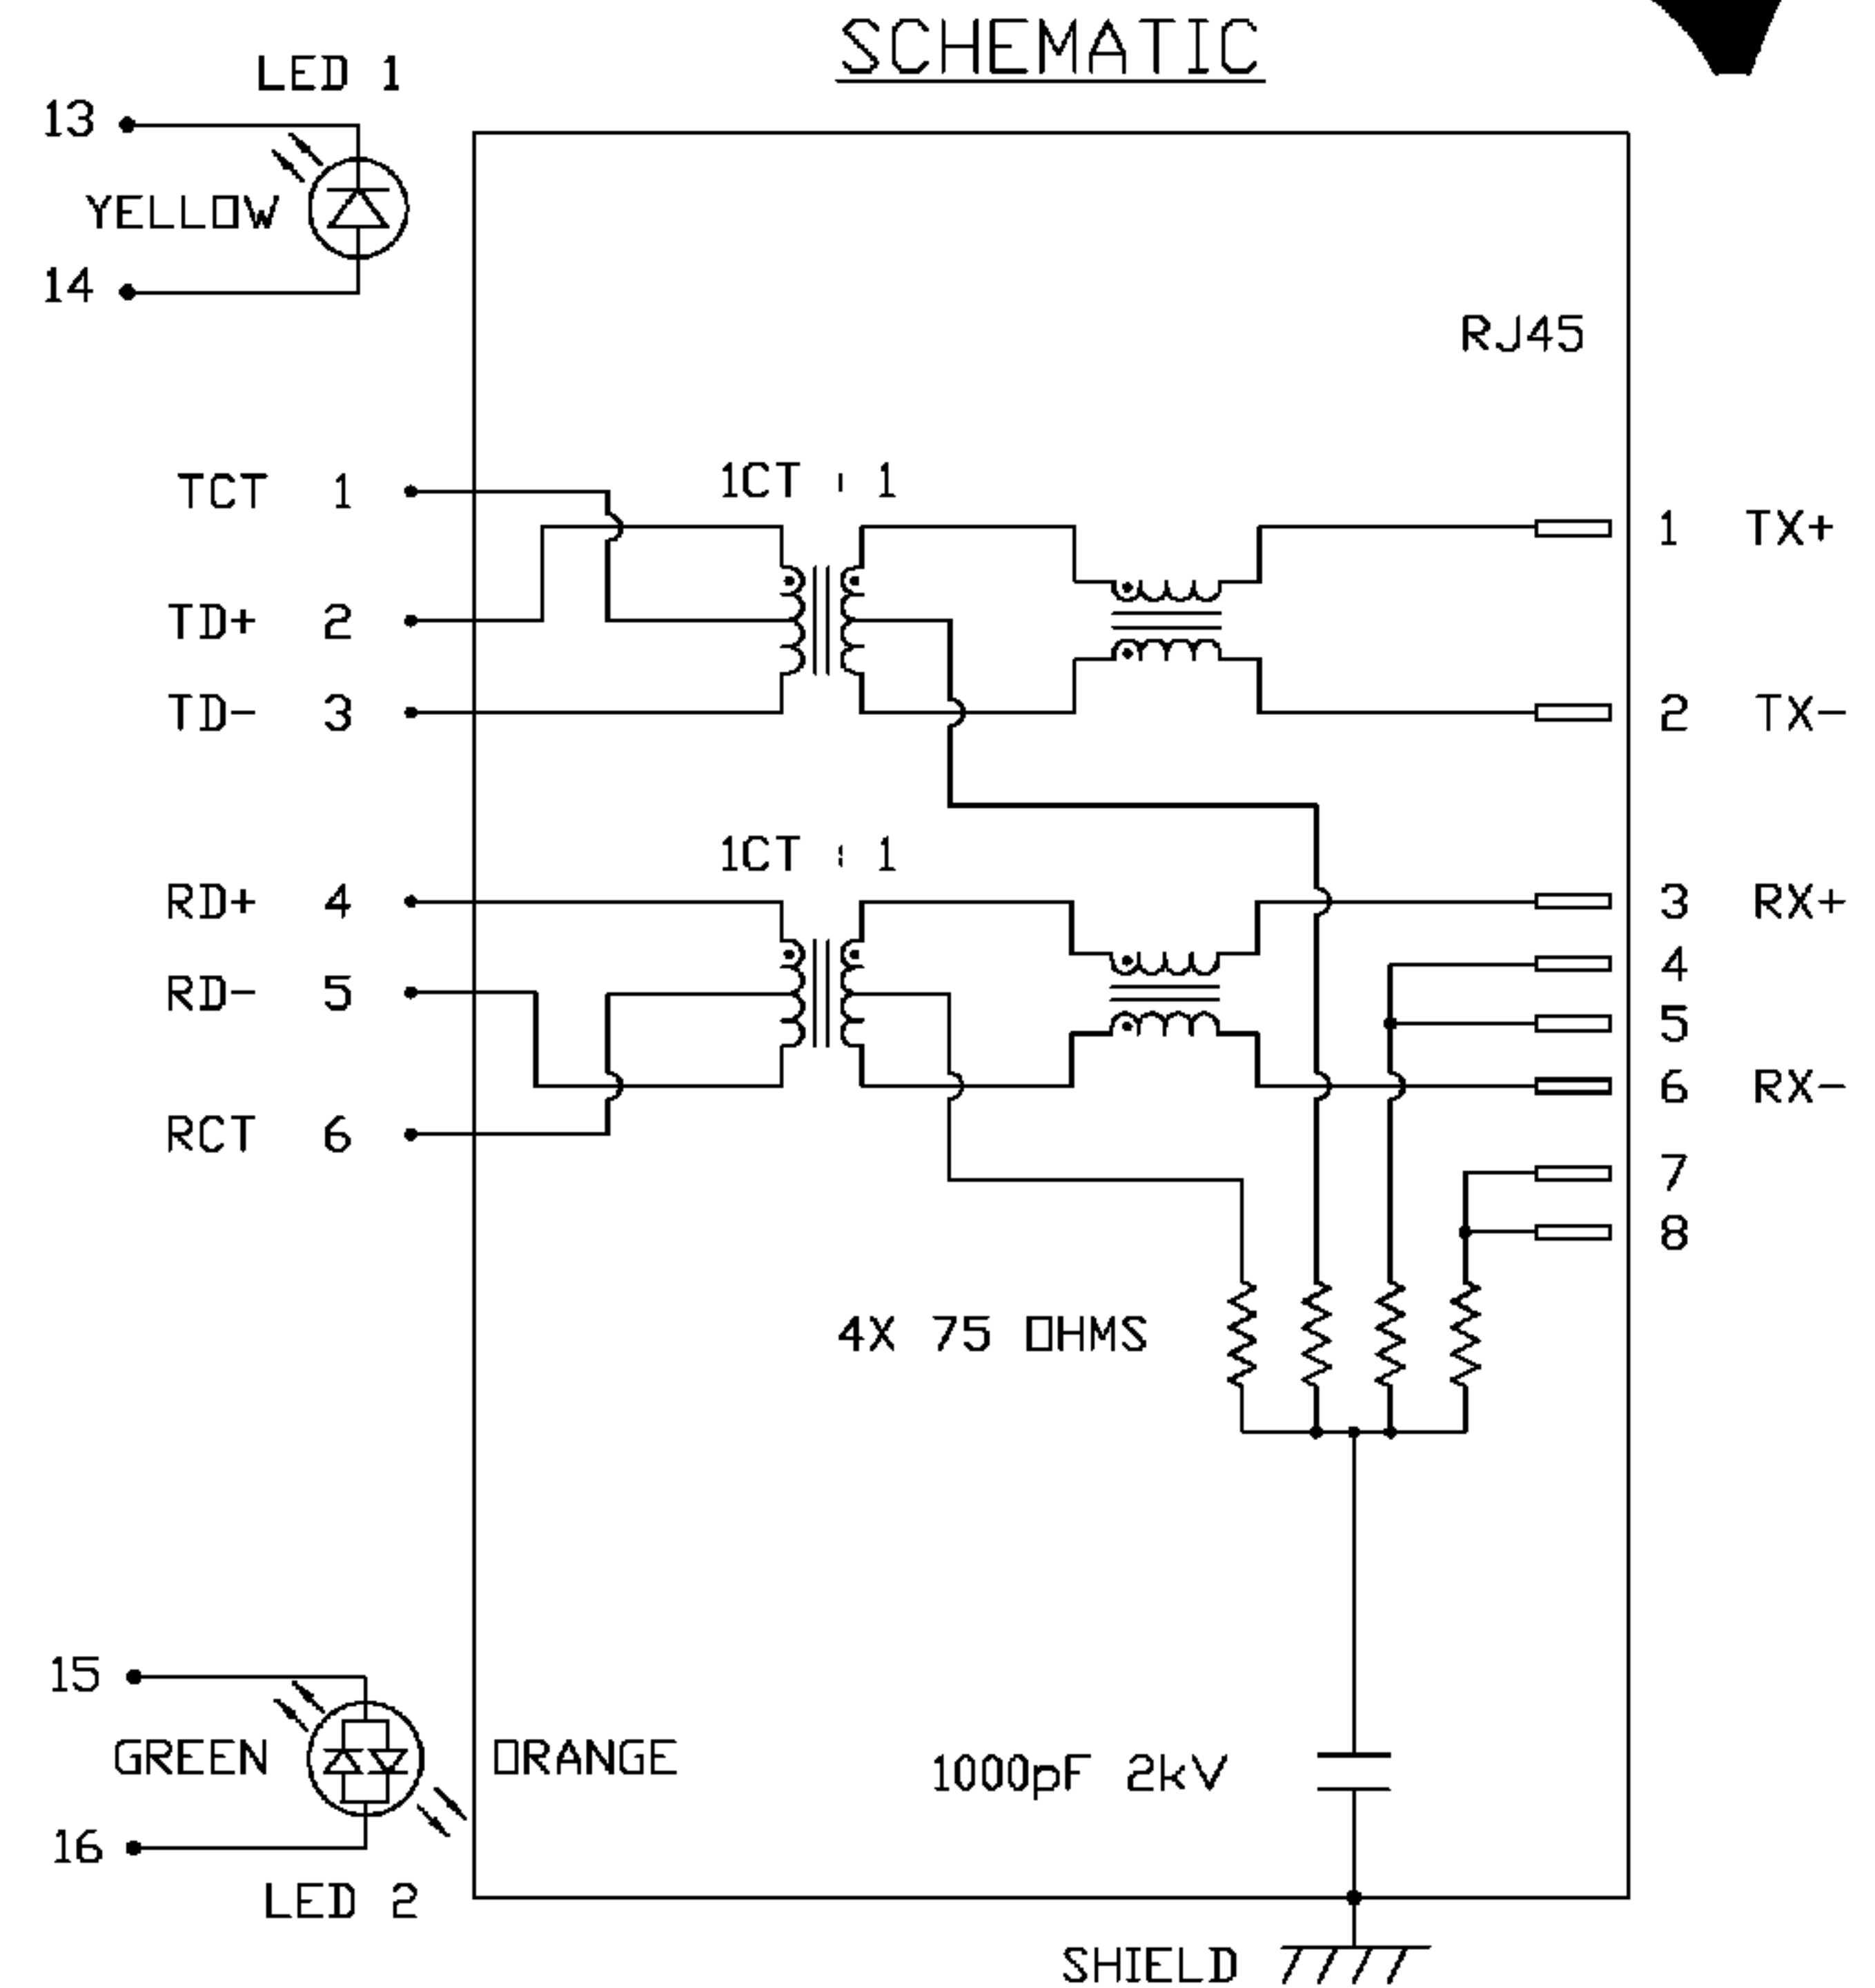 SCHEMATIC
LED 1
13
YELLOW
14
RJ45
TCT 1
1CT : 1
1 TX+
TD+ 2
TD- 3
2 TX-
1CT : 1
RD+ 4
3 RX+
4
RD- 5
5
6 RX-
RCT 6
7
8
4X 75 OHMS
15
GREEN
ORANGE
1000pF 2kV
16
LED 2
SHIELD